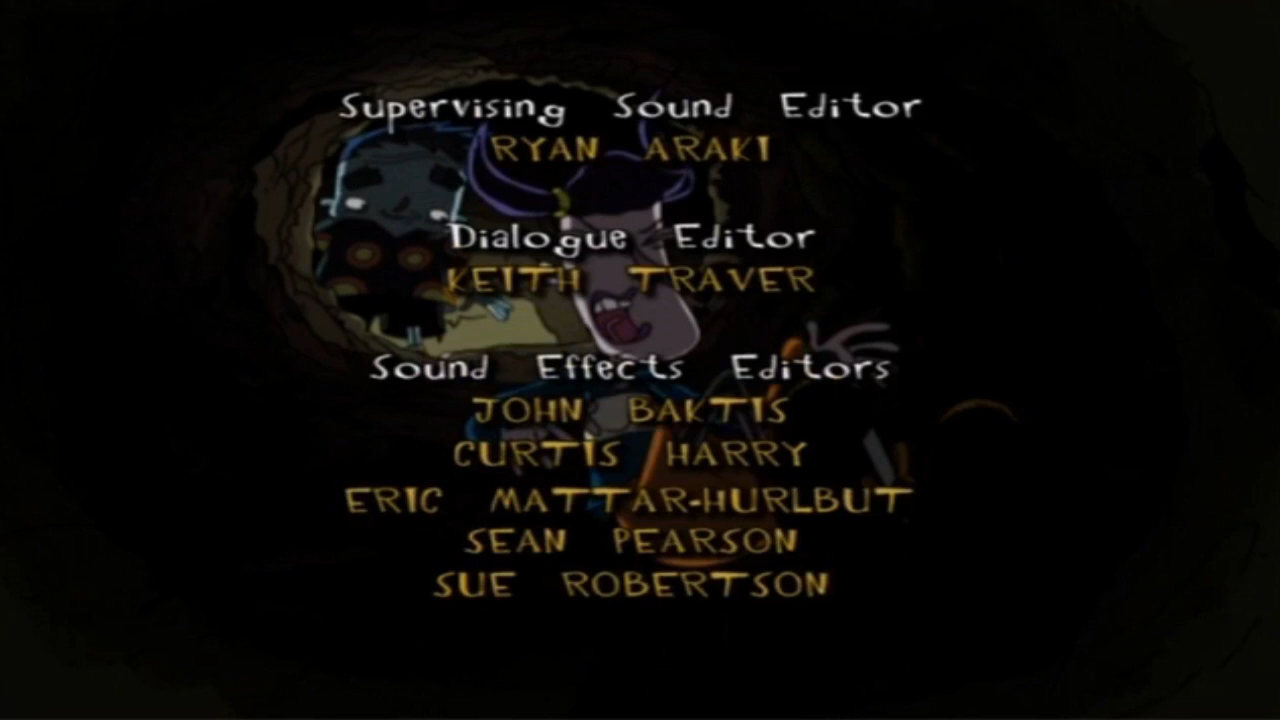 Supervising Sound Editor
RYAN ARAKI
Dialogue Editor
KEITH TRAVER
Sound Effects Editors
JOHN BAKTIS
CURTIS HARRY
ERIC MATTAR-HURLBUT
SEAN PEARSON
SUE ROBERTSON